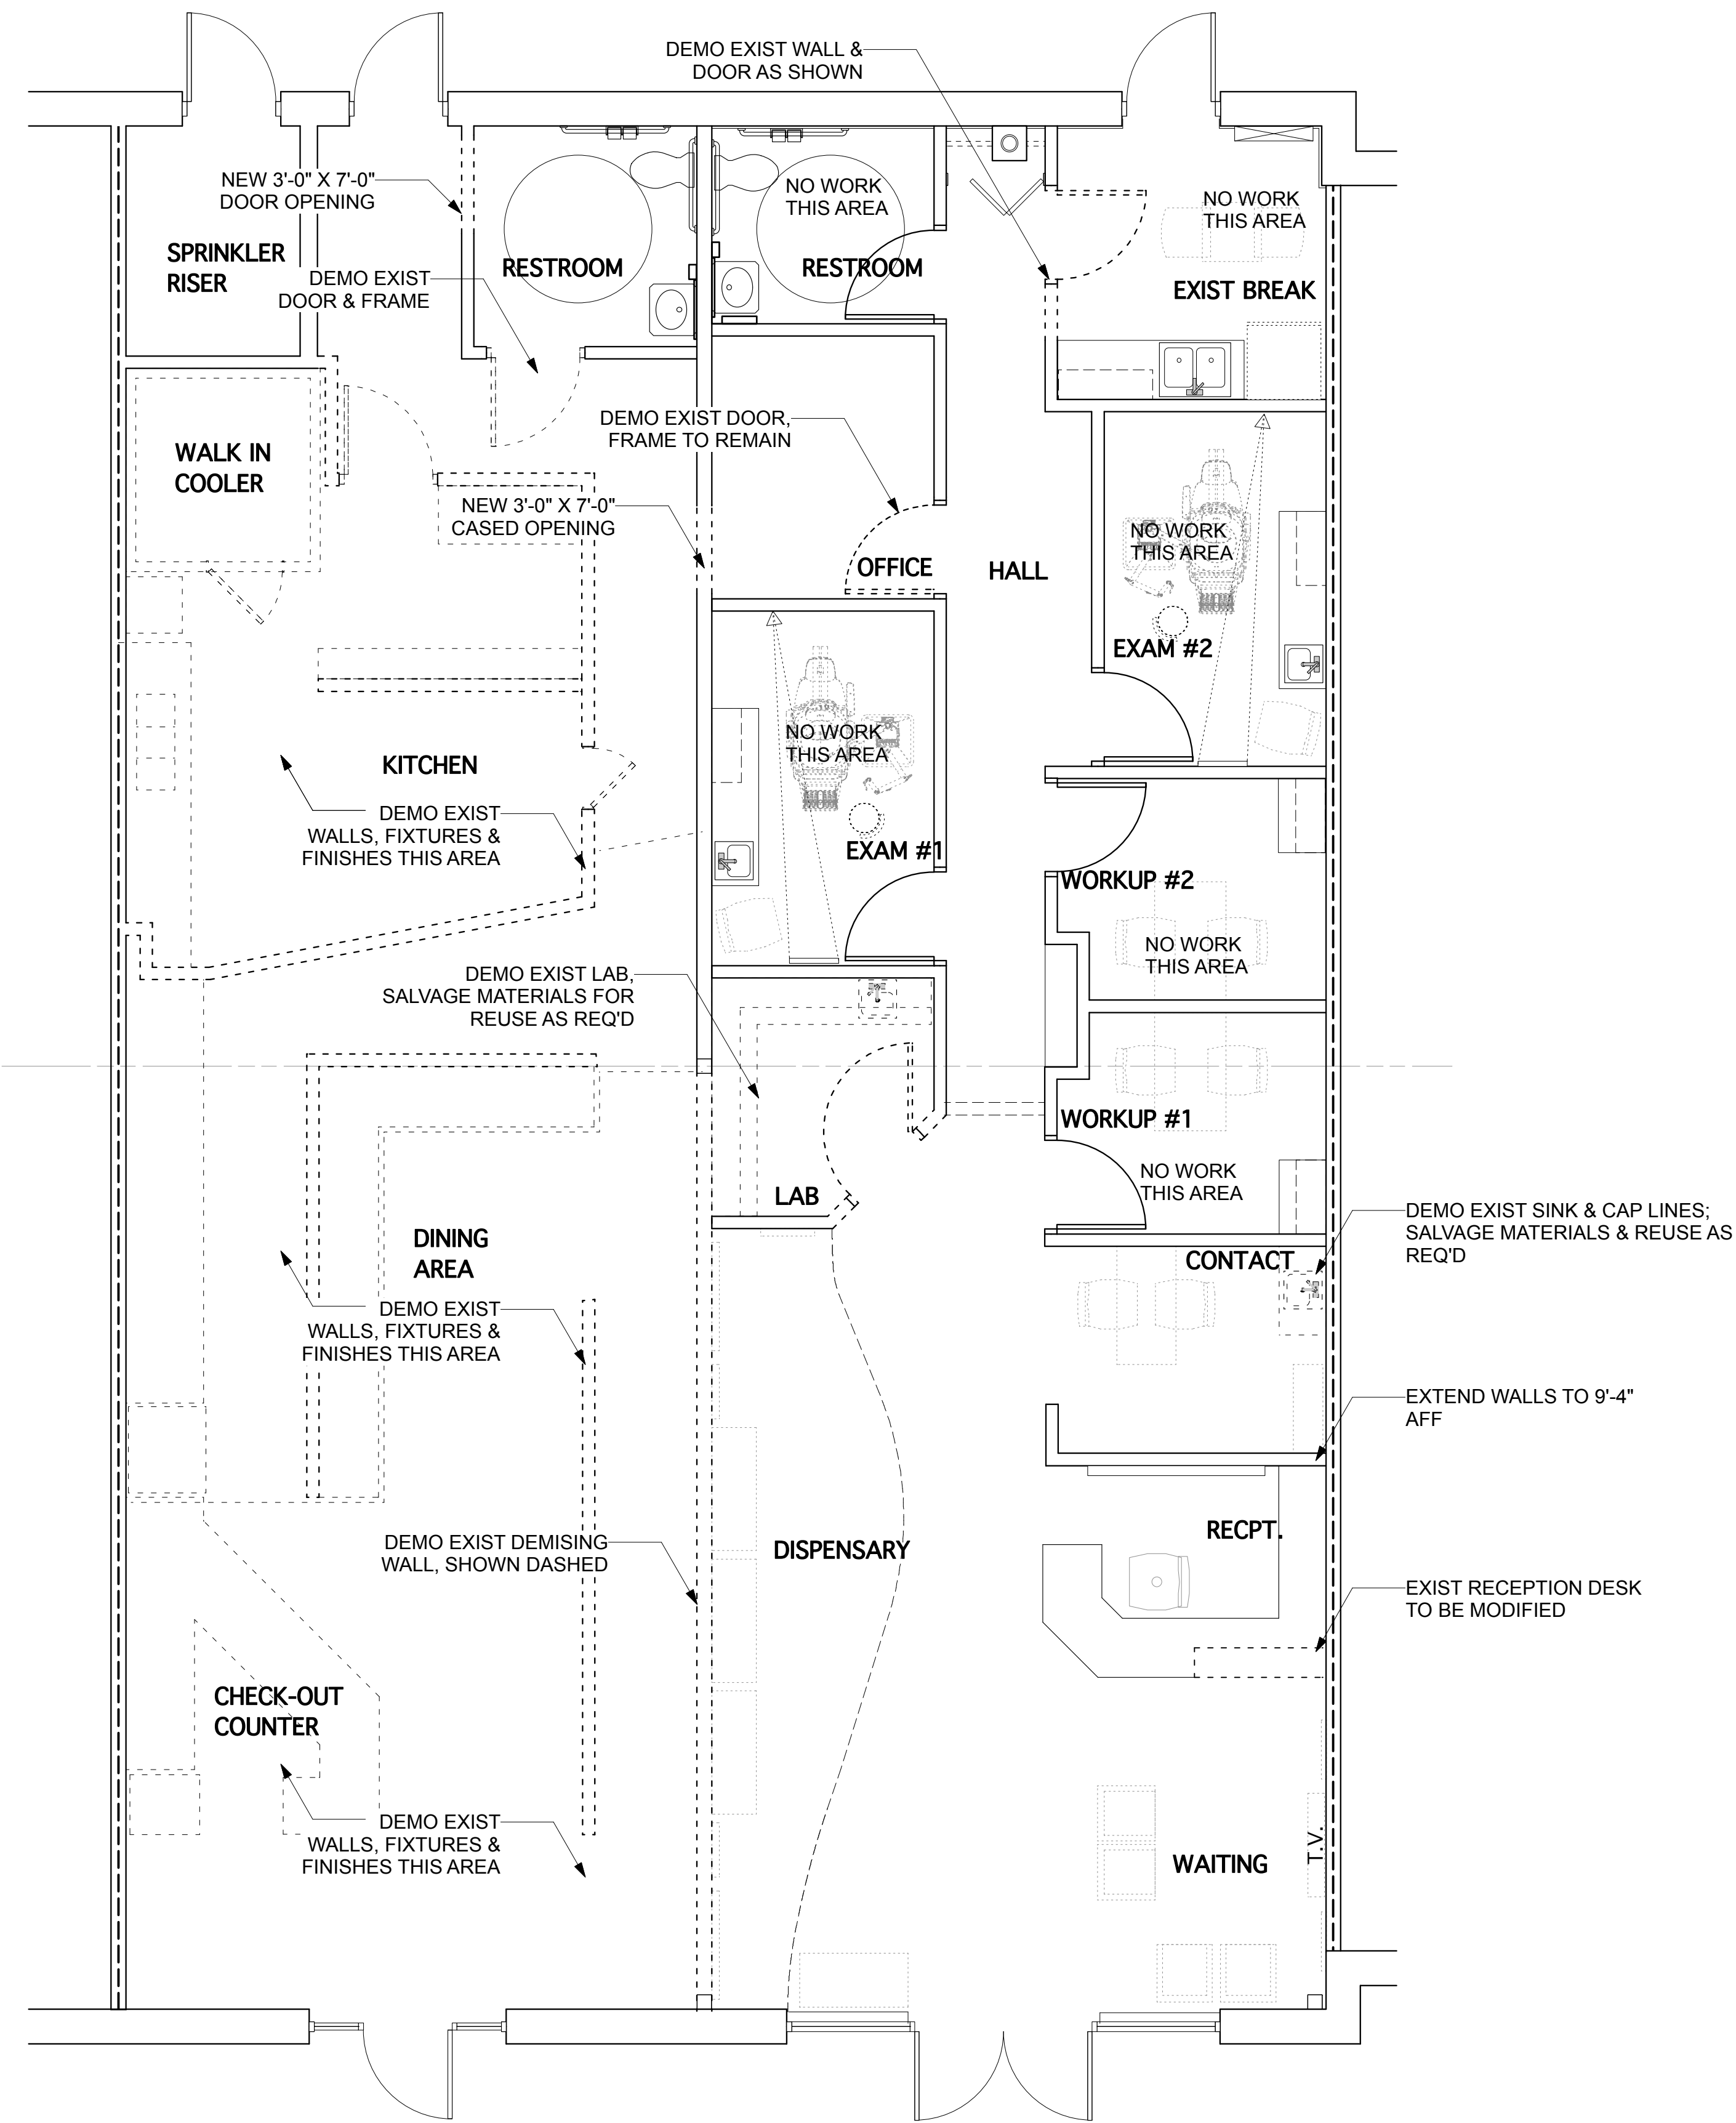 DEMO EXIST WALL &
DOOR AS SHOWN
NEW 3'-0" X 7'-0"
DOOR OPENING
NO WORK
THIS AREA
NO WORK
THIS AREA
SPRINKLER
RISER
DEMO EXIST
DOOR & FRAME
RESTROOM
RESTROOM
EXIST BREAK
WALK IN
COOLER
DEMO EXIST DOOR,
FRAME TO REMAIN
NEW 3'-0" X 7'-0"
CASED OPENING
OFFICE
HALL
NO WORK
THIS AREA
EXAM #2
KITCHEN
NO WORK
THIS AREA
DEMO EXIST
WALLS, FIXTURES &
FINISHES THIS AREA
EXAM #1
WORKUP #2
NO WORK
THIS AREA
DEMO EXIST LAB,
SALVAGE MATERIALS FOR
REUSE AS REQ'D
WORKUP #1
NO WORK
THIS AREA
LAB
DEMO EXIST SINK & CAP LINES;
SALVAGE MATERIALS & REUSE AS
REQ'D
DINING
AREA
CONTACT
DEMO EXIST
WALLS, FIXTURES &
FINISHES THIS AREA
EXTEND WALLS TO 9'-4"
AFF
DEMO EXIST DEMISING
WALL, SHOWN DASHED
DISPENSARY
RECPT.
EXIST RECEPTION DESK
TO BE MODIFIED
CHECK-OUT
COUNTER
DEMO EXIST
WALLS, FIXTURES &
FINISHES THIS AREA
WAITING
T.V.